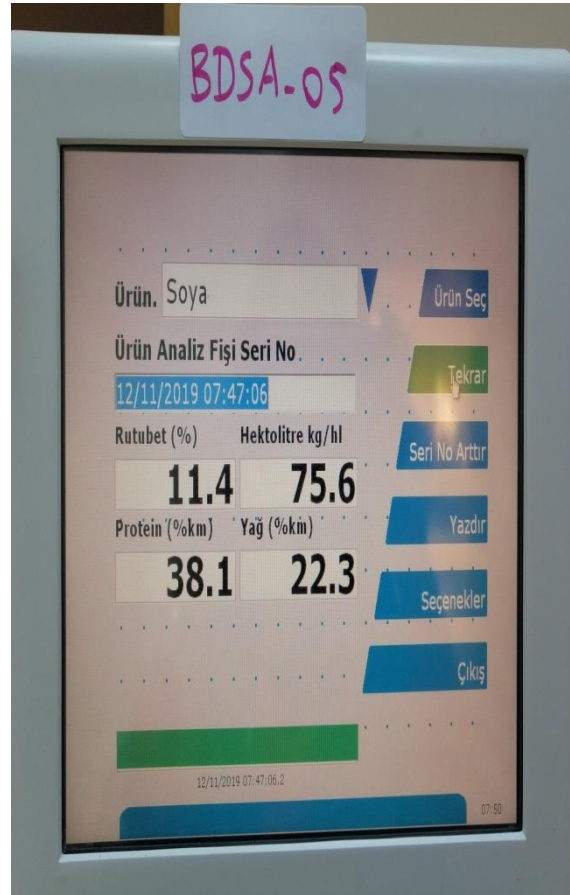 BDSA-05
Ürün. Soya
Ürün Seç
Ürün Analiz Fişi Seri No
Tekrar
12/11/2019 07:47:06
Rutubet (%) Hektolitre kg/hl
Seri No Arttır
11.4 75.6
Protein (%km) Yağ (%km)
Yazdır
38.1 22.3
Seçenekler
Çıkış
12/11/2019 07:47:06.2
07:50